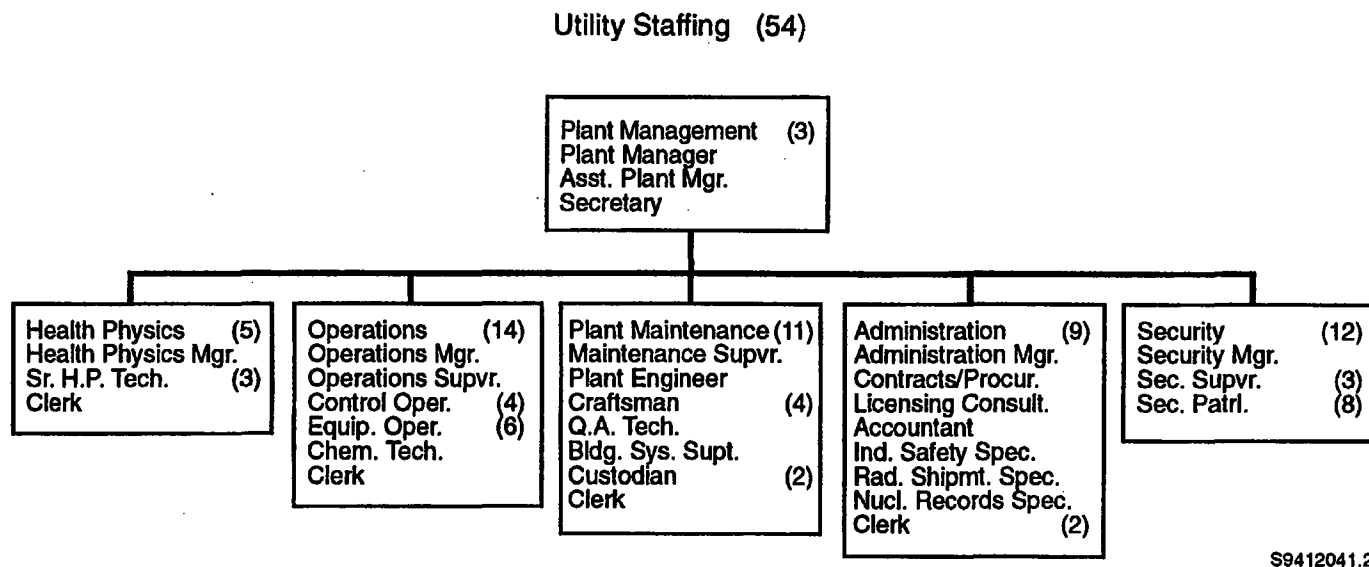 Utility Staffing (54)
Plant Management (3)
Plant Manager
Asst. Plant Mgr.
Secretary
Health Physics (5)
Health Physics Mgr.
Sr. H.P. Tech. (3)
Clerk
Operations (14)
Operations Mgr.
Operations Supvr.
Control Oper. (4)
Equip. Oper. (6)
Chem. Tech.
Clerk
Plant Maintenance (11)
Maintenance Supvr.
Plant Engineer
Craftsman (4)
Q.A. Tech.
Bldg. Sys. Supt.
Custodian (2)
Clerk
Administration (9)
Administration Mgr.
Contracts/Procur.
Licensing Consult.
Accountant
Ind. Safety Spec.
Rad. Shipmt. Spec.
Nucl. Records Spec.
Clerk (2)
Security (12)
Security Mgr.
Sec. Supvr. (3)
Sec. Patrl. (8)
S9412041.2